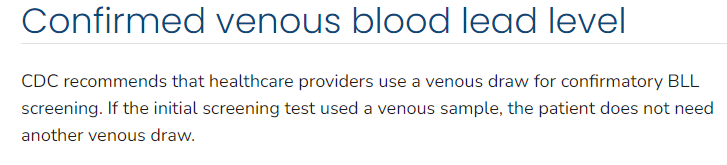 Confirmed venous blood lead level
CDC recommends that healthcare providers use a venous draw for confirmatory BLL
screening. If the initial screening test used a venous sample, the patient does not need
another venous draw.